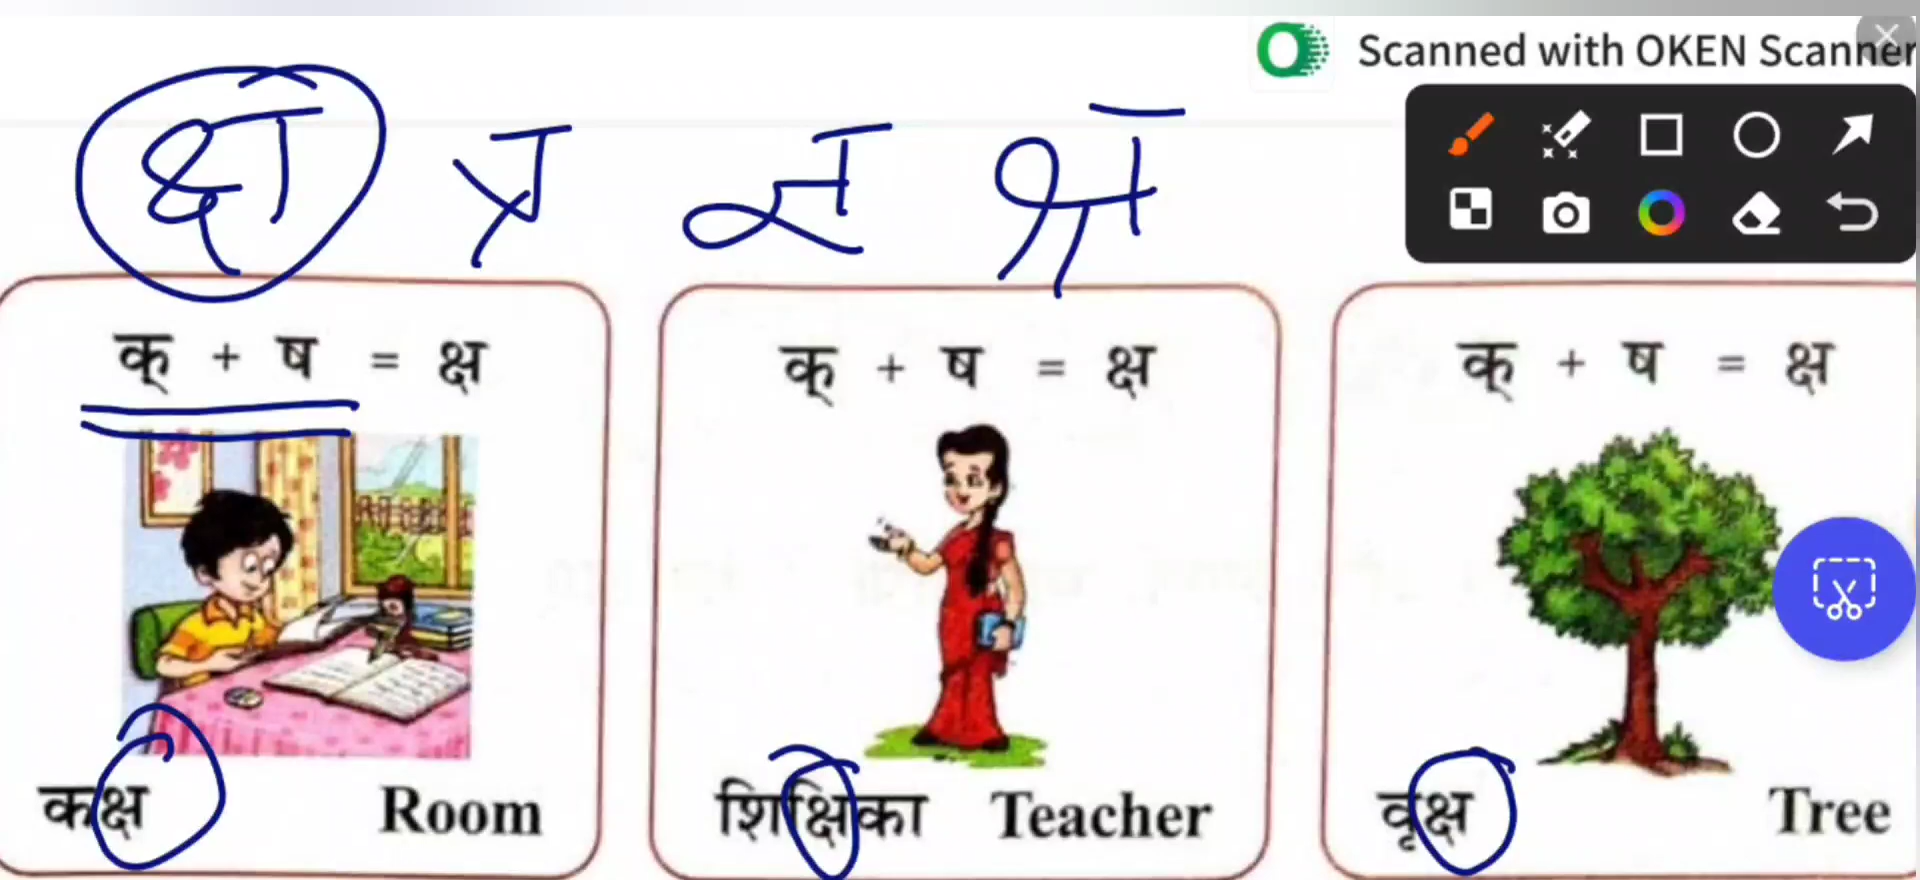 Scanned with OKEN Scanner
क्ष त्र ज्ञ श्र
क् + ष = क्ष
क् + ष = क्ष
क् + ष = क्ष
कक्ष Room
शिक्षिका Teacher
वृक्ष Tree